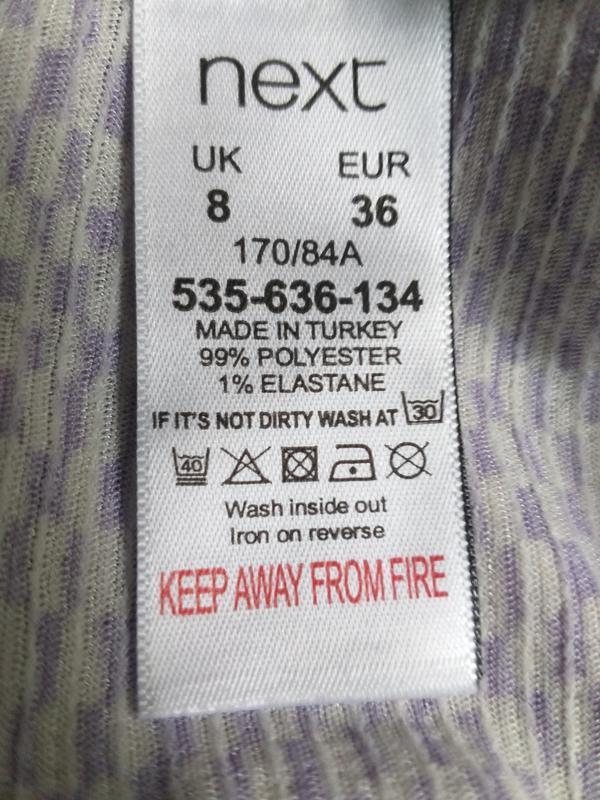 next
UK EUR
8 36
170/84A
535-636-134
MADE IN TURKEY
99% POLYESTER
1% ELASTANE
IF IT'S NOT DIRTY WASH AT 30
40
Wash inside out
Iron on reverse
KEEP AWAY FROM FIRE